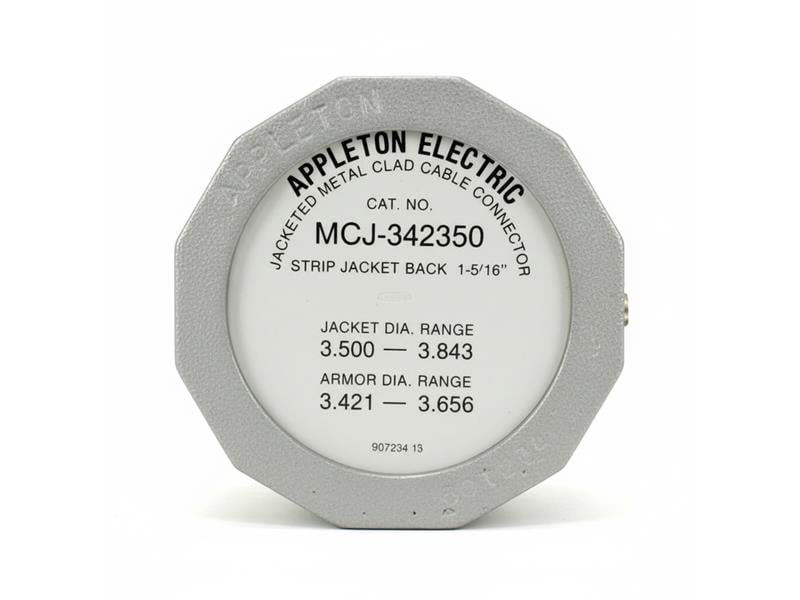 APPLETON
APPLETON ELECTRIC
JACKETED METAL CLAD CABLE CONNECTOR
CAT. NO.
MCJ-342350
STRIP JACKET BACK 1-5/16"
JACKET DIA. RANGE
3.500 — 3.843
ARMOR DIA. RANGE
3.421 — 3.656
907234 13